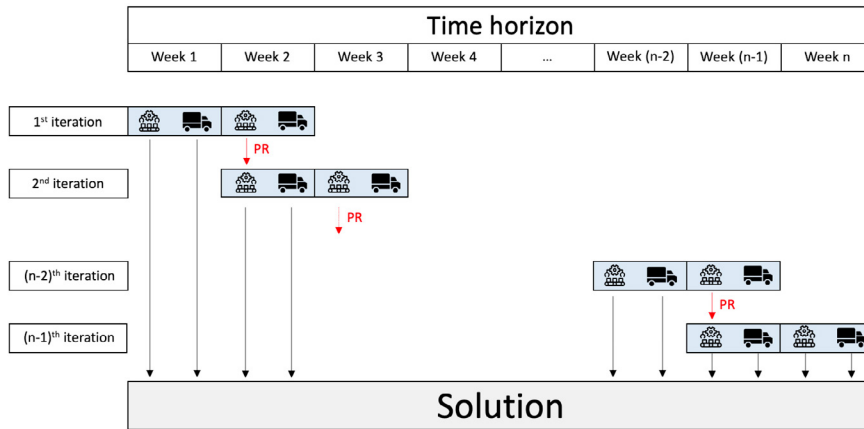 Time horizon
Week 1 Week 2 Week 3 Week 4 ... Week (n-2) Week (n-1) Week n
1st iteration
PR
2nd iteration
PR
(n-2)th iteration
PR
(n-1)th iteration
Solution